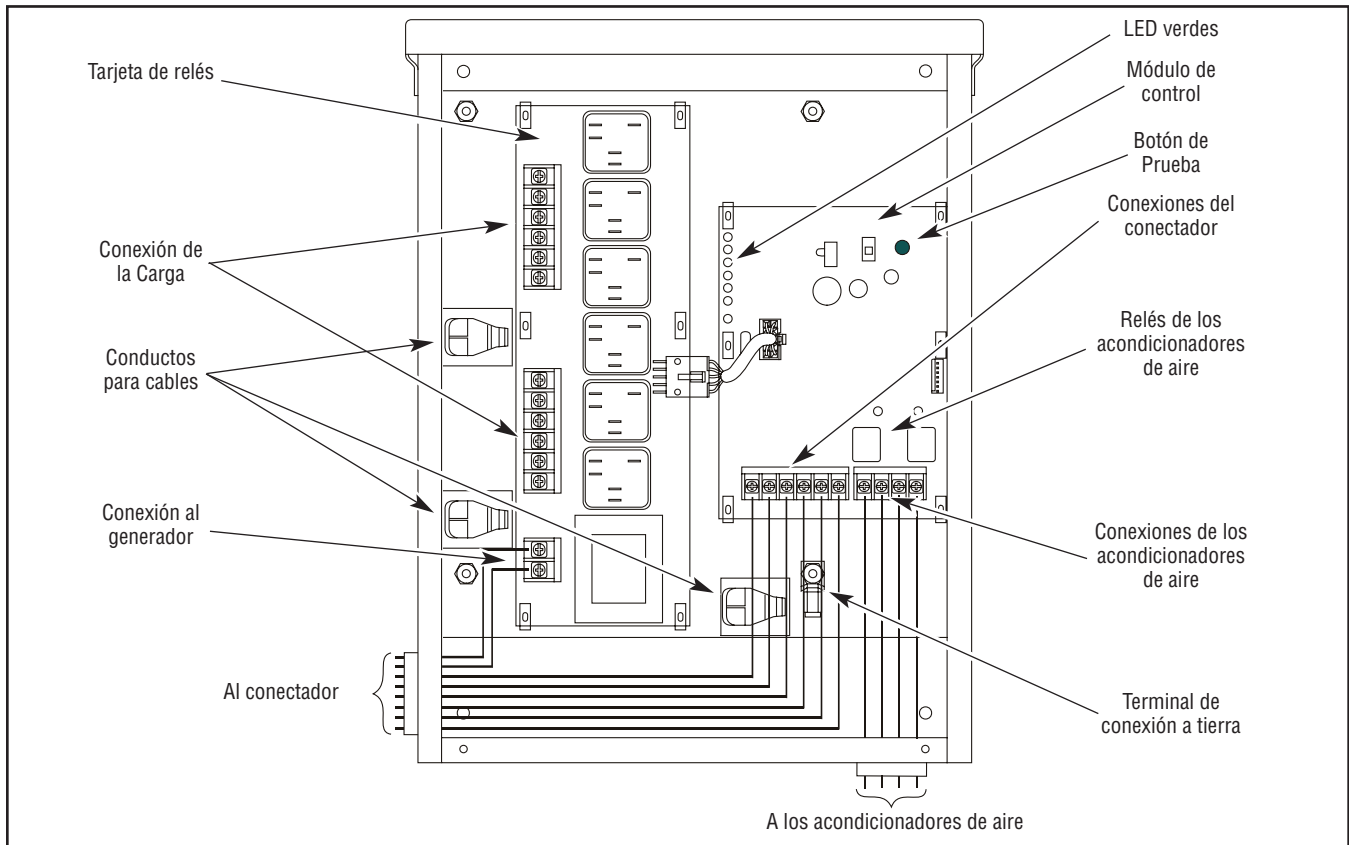 Tarjeta de relés
Conexión de
la Carga
Conductos
para cables
Conexión al
generador
Al conectador
LED verdes
Módulo de
control
Botón de
Prueba
Conexiones del
conectador
Relés de los
acondicionadores
de aire
Conexiones de los
acondicionadores
de aire
Terminal de
conexión a tierra
A los acondicionadores de aire